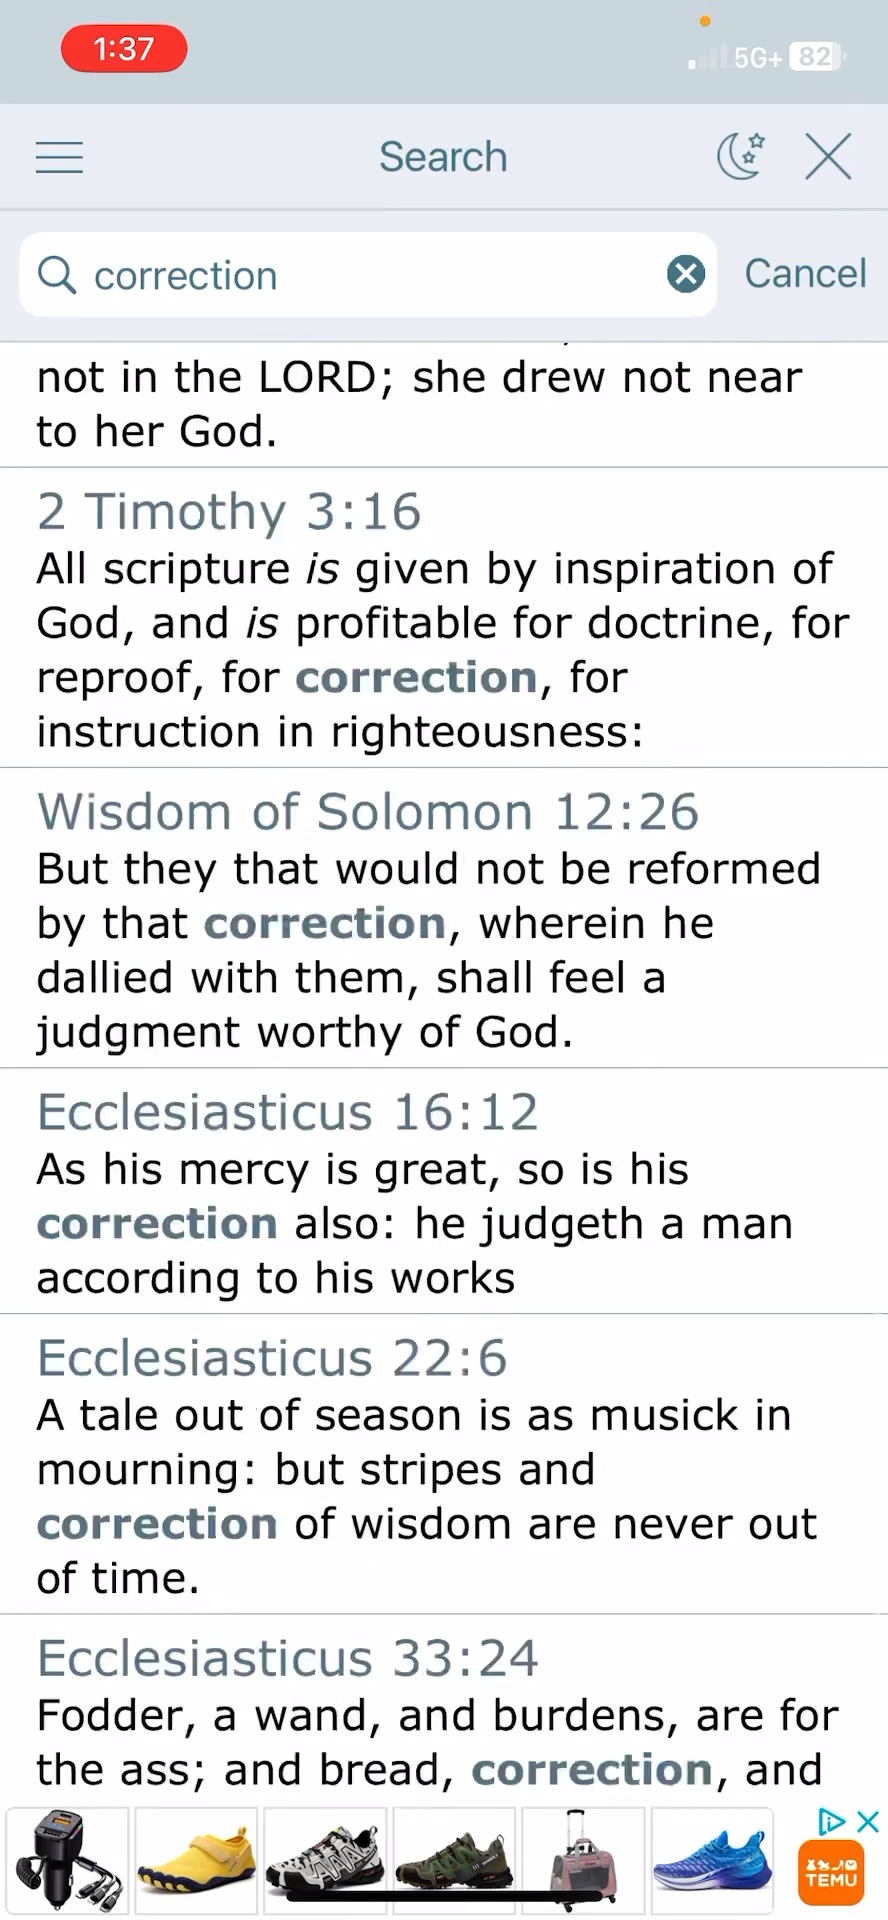 1:37
5G+ 82
Search
correction
Cancel
not in the LORD; she drew not near
to her God.
2 Timothy 3:16
All scripture is given by inspiration of
God, and is profitable for doctrine, for
reproof, for correction, for
instruction in righteousness:
Wisdom of Solomon 12:26
But they that would not be reformed
by that correction, wherein he
dallied with them, shall feel a
judgment worthy of God.
Ecclesiasticus 16:12
As his mercy is great, so is his
correction also: he judgeth a man
according to his works
Ecclesiasticus 22:6
A tale out of season is as musick in
mourning: but stripes and
correction of wisdom are never out
of time.
Ecclesiasticus 33:24
Fodder, a wand, and burdens, are for
the ass; and bread, correction, and
TEMU